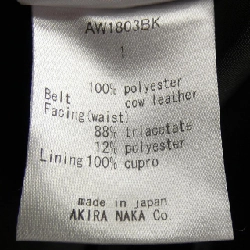 AW1803BK
1
100% polyester
Belt cow leather
Facing(waist)
88% triacetate
12% polyester
Lining 100% cupro
made in japan
AKIRA NAKA Co.